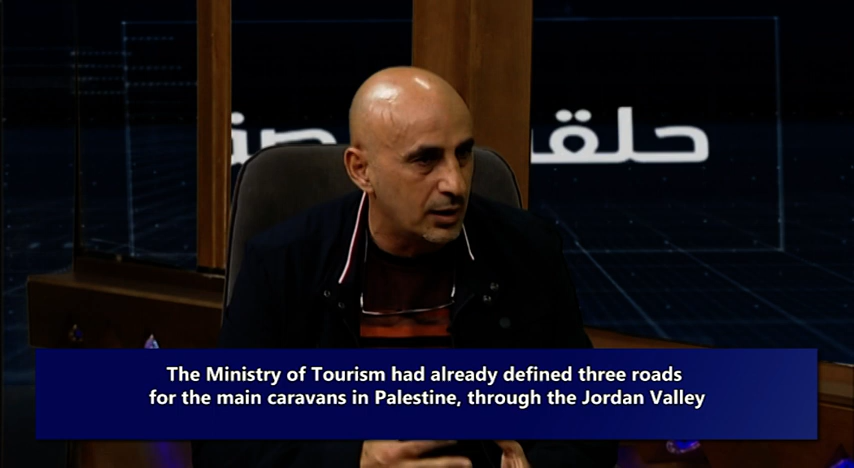 حلقة
The Ministry of Tourism had already defined three roads
for the main caravans in Palestine, through the Jordan Valley